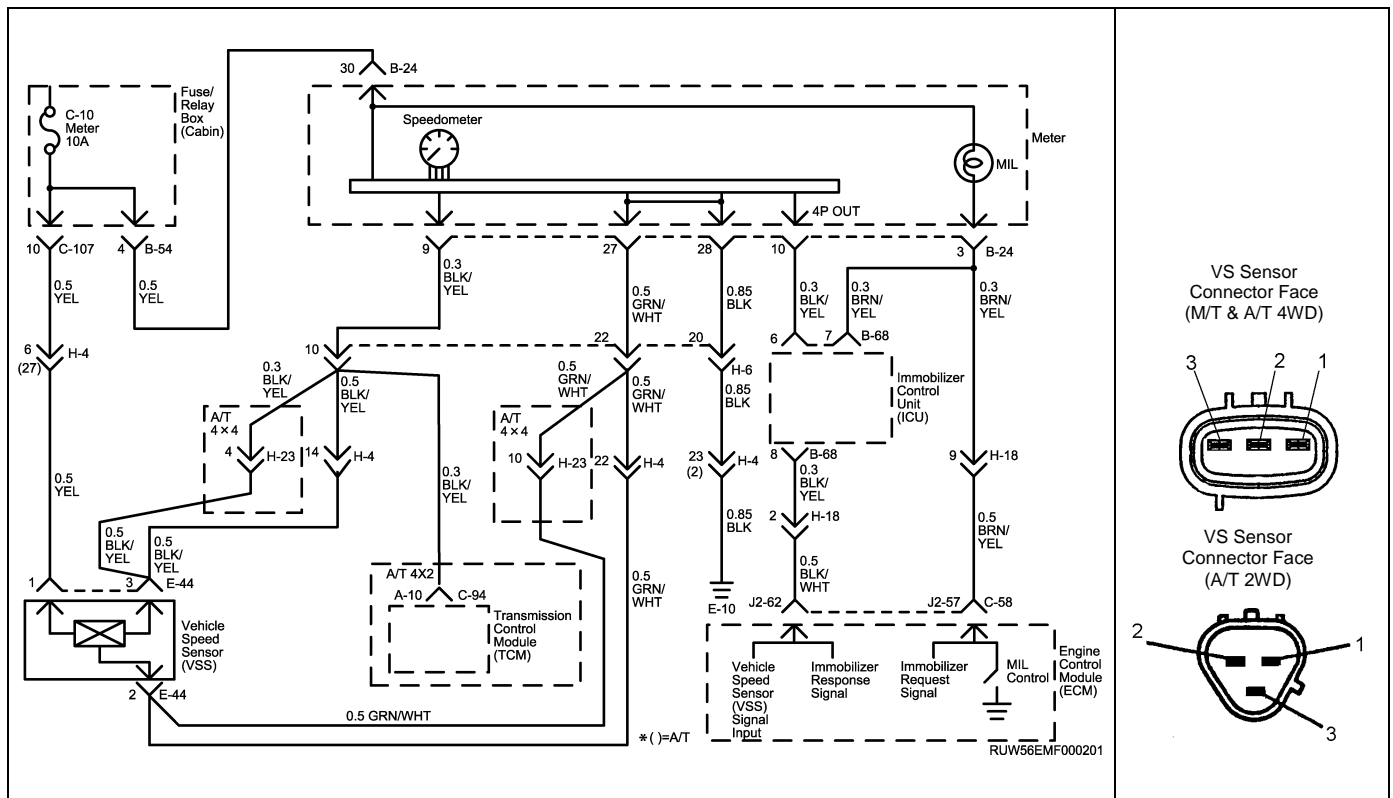 30 B-24
Fuse/
Relay
Box
(Cabin)
C-10
Meter
10A
Speedometer
Meter
MIL
4P OUT
10 C-107
4 B-54
9
27
28
10
3 B-24
0.5
YEL
0.5
YEL
0.3
BLK/
YEL
0.5
GRN/
WHT
0.85
BLK
0.3
BLK/
YEL
0.3
BRN/
YEL
0.3
BRN/
YEL
6
(27)
H-4
10
22
20
H-6
6
7
B-68
0.3
BLK/
YEL
0.5
BLK/
YEL
0.5
GRN/
WHT
0.5
GRN/
WHT
0.85
BLK
Immobilizer
Control
Unit
(ICU)
A/T
4×4
4
H-23
14
H-4
A/T
4×4
10
H-23
22
H-4
23
(2)
H-4
8
B-68
9
H-18
0.5
YEL
0.3
BLK/
YEL
0.3
BLK/
YEL
0.85
BLK
2
H-18
0.5
BRN/
YEL
0.5
BLK/
YEL
0.5
BLK/
YEL
0.5
GRN/
WHT
0.5
BLK/
WHT
1
3
E-44
A/T 4X2
A-10
C-94
Transmission
Control
Module
(TCM)
E-10
J2-62
J2-57
C-58
Vehicle
Speed
Sensor
(VSS)
2
E-44
0.5 GRN/WHT
Vehicle
Speed
Sensor
(VSS)
Signal
Input
Immobilizer
Response
Signal
Immobilizer
Request
Signal
MIL
Control
Engine
Control
Module
(ECM)
*( )=A/T
RUW56EMF000201
VS Sensor
Connector Face
(M/T & A/T 4WD)
3
2
1
VS Sensor
Connector Face
(A/T 2WD)
2
1
3